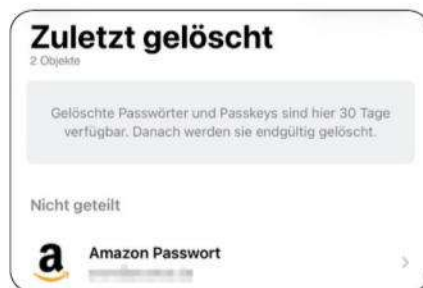 Zuletzt gelöscht
2 Objekte
Gelöschte Passwörter und Passkeys sind hier 30 Tage
verfügbar. Danach werden sie endgültig gelöscht.
Nicht geteilt
a
Amazon Passwort